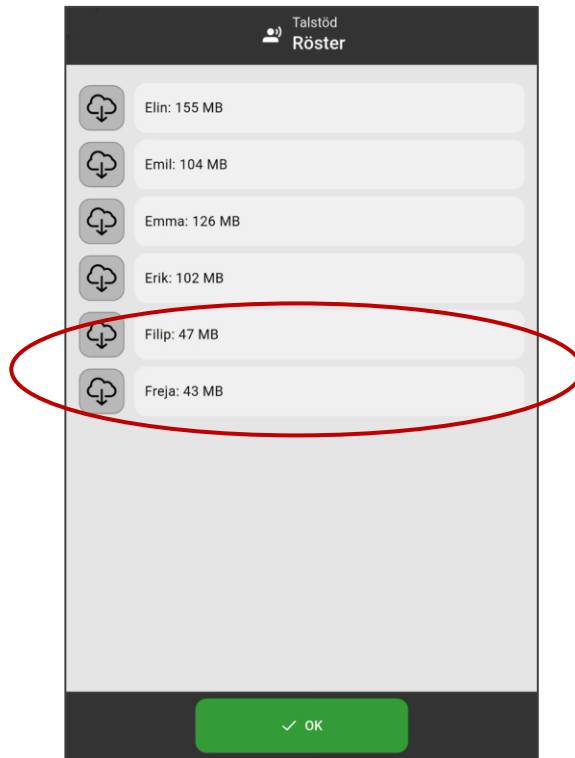 Talstöd
Röster
Elin: 155 MB
Emil: 104 MB
Emma: 126 MB
Erik: 102 MB
Filip: 47 MB
Freja: 43 MB
OK